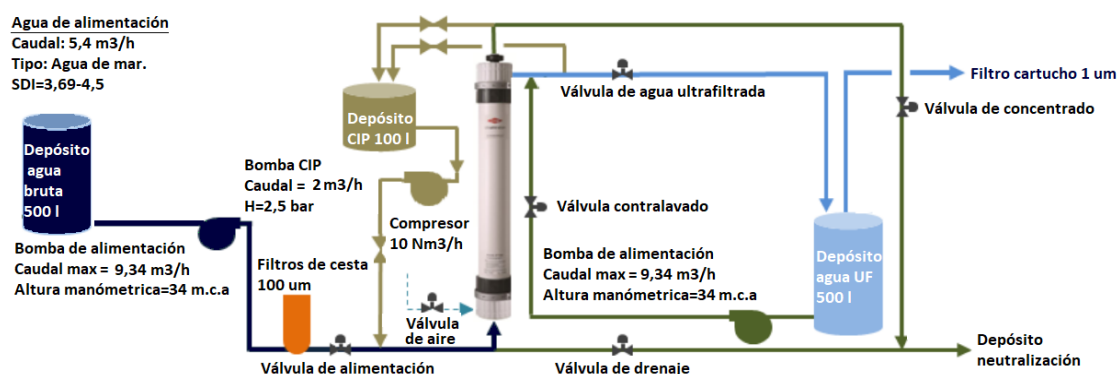 Agua de alimentación
Caudal: 5,4 m3/h
Tipo: Agua de mar.
SDI=3,69-4,5
Depósito
agua
bruta
500 l
Bomba de alimentación
Caudal max = 9,34 m3/h
Altura manómetrica=34 m.c.a
Bomba CIP
Caudal = 2 m3/h
H=2,5 bar
Filtros de cesta
100 um
Válvula de alimentación
Depósito
CIP 100 l
Compresor
10 Nm3/h
Válvula
de aire
Válvula de agua ultrafiltrada
Válvula contralavado
Bomba de alimentación
Caudal max = 9,34 m3/h
Altura manómetrica=34 m.c.a
Válvula de drenaje
Depósito
agua UF
500 l
Filtro cartucho 1 um
Válvula de concentrado
Depósito
neutralización